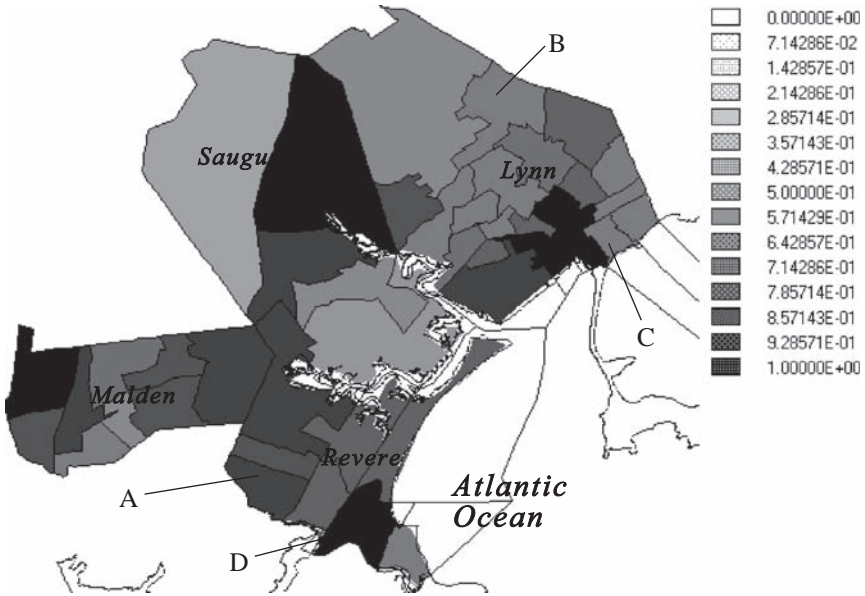 B
Saugu
Lynn
C
Malden
Revere
A
Atlantic
Ocean
D
0.00000E+00
7.14286E-02
1.42857E-01
2.14286E-01
2.85714E-01
3.57143E-01
4.28571E-01
5.00000E-01
5.71429E-01
6.42857E-01
7.14286E-01
7.85714E-01
8.57143E-01
9.28571E-01
1.00000E+00